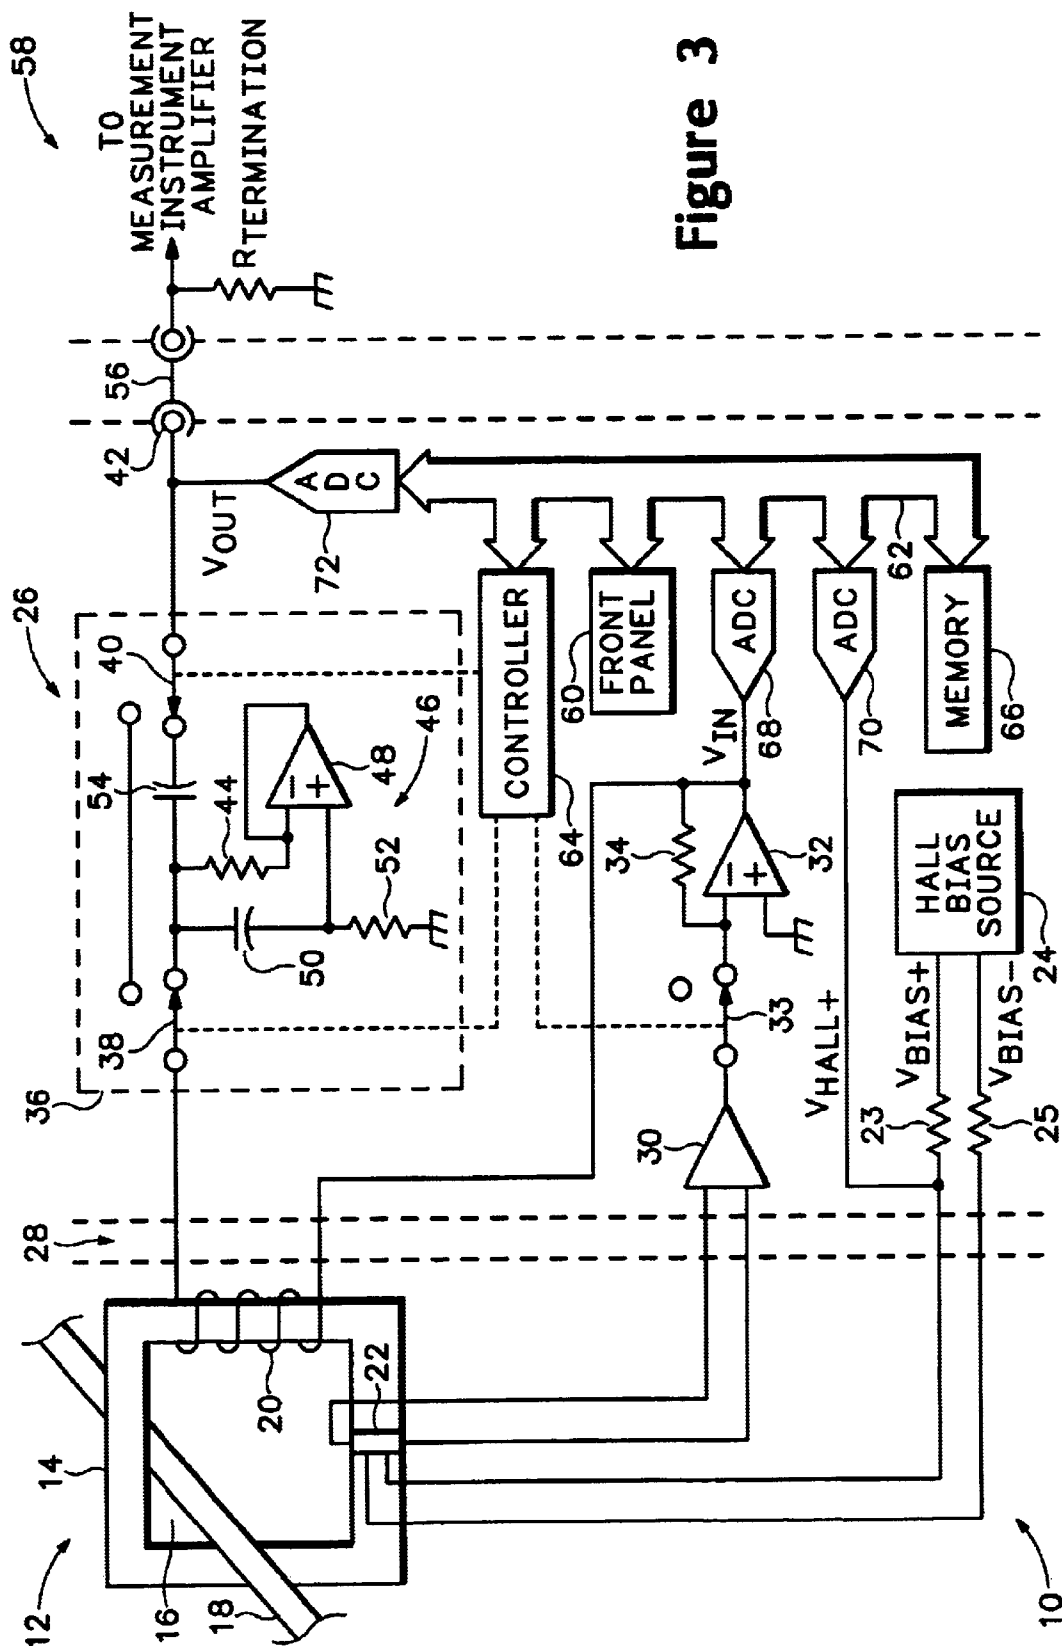 58
TO
MEASUREMENT
INSTRUMENT
AMPLIFIER
RTERMINATION
Figure 3
56
42
VOUT
ADC
72
26
40
54
44
48
46
50
52
38
36
CONTROLLER
64
60
FRONT
PANEL
ADC
68
VIN
ADC
70
62
MEMORY
66
34
32
33
30
VHALL+
HALL
BIAS
SOURCE
24
VBIAS+
VBIAS-
23
25
28
20
22
14
12
16
18
10